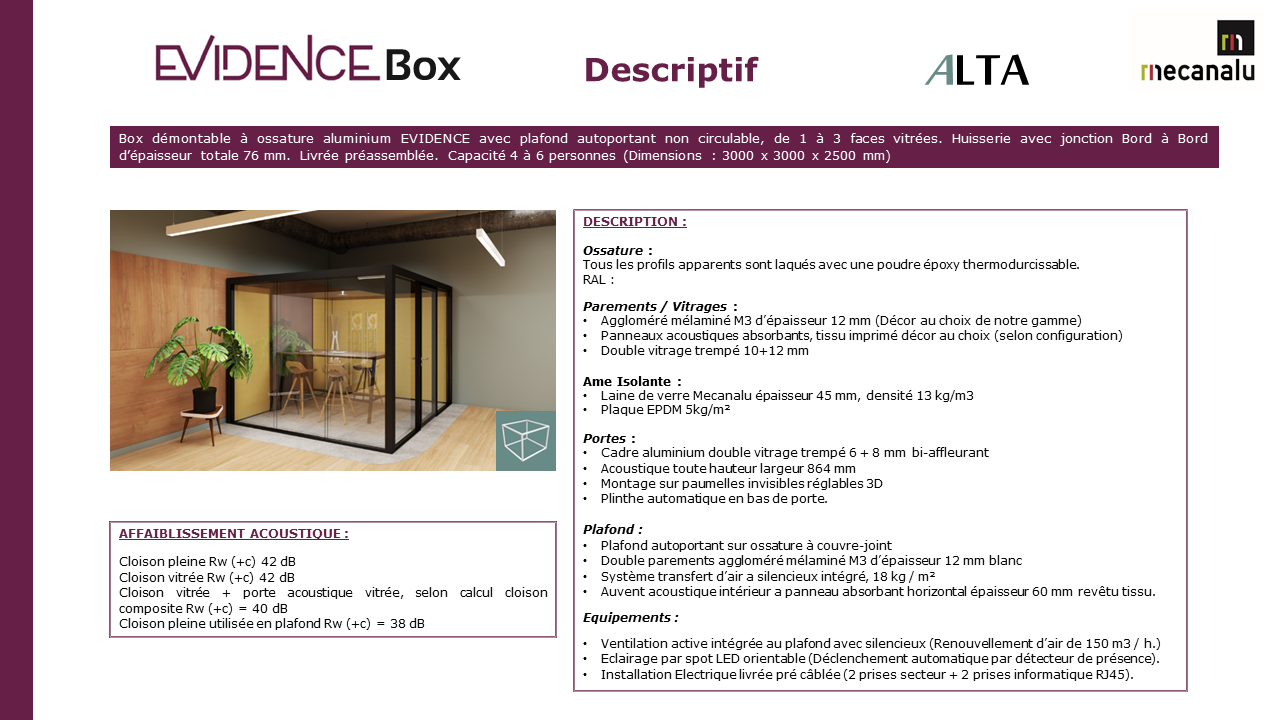 EVIDENCE Box
Descriptif
ALTA
mecanalu
Box démontable à ossature aluminium EVIDENCE avec plafond autoportant non circulable, de 1 à 3 faces vitrées. Huisserie avec jonction Bord à Bord
d’épaisseur totale 76 mm. Livrée préassemblée. Capacité 4 à 6 personnes (Dimensions : 3000 x 3000 x 2500 mm)
DESCRIPTION :
Ossature :
Tous les profils apparents sont laqués avec une poudre époxy thermodurcissable.
RAL :
Parements / Vitrages :
• Aggloméré mélaminé M3 d’épaisseur 12 mm (Décor au choix de notre gamme)
• Panneaux acoustiques absorbants, tissu imprimé décor au choix (selon configuration)
• Double vitrage trempé 10+12 mm
Ame Isolante :
• Laine de verre Mecanalu épaisseur 45 mm, densité 13 kg/m3
• Plaque EPDM 5kg/m²
Portes :
• Cadre aluminium double vitrage trempé 6 + 8 mm bi-affleurant
• Acoustique toute hauteur largeur 864 mm
• Montage sur paumelles invisibles réglables 3D
• Plinthe automatique en bas de porte.
Plafond :
• Plafond autoportant sur ossature à couvre-joint
• Double parements aggloméré mélaminé M3 d’épaisseur 12 mm blanc
• Système transfert d’air a silencieux intégré, 18 kg / m²
• Auvent acoustique intérieur a panneau absorbant horizontal épaisseur 60 mm revêtu tissu.
Equipements :
• Ventilation active intégrée au plafond avec silencieux (Renouvellement d’air de 150 m3 / h.)
• Eclairage par spot LED orientable (Déclenchement automatique par détecteur de présence).
• Installation Electrique livrée pré câblée (2 prises secteur + 2 prises informatique RJ45).
AFFAIBLISSEMENT ACOUSTIQUE :
Cloison pleine Rw (+c) 42 dB
Cloison vitrée Rw (+c) 42 dB
Cloison vitrée + porte acoustique vitrée, selon calcul cloison
composite Rw (+c) = 40 dB
Cloison pleine utilisée en plafond Rw (+c) = 38 dB